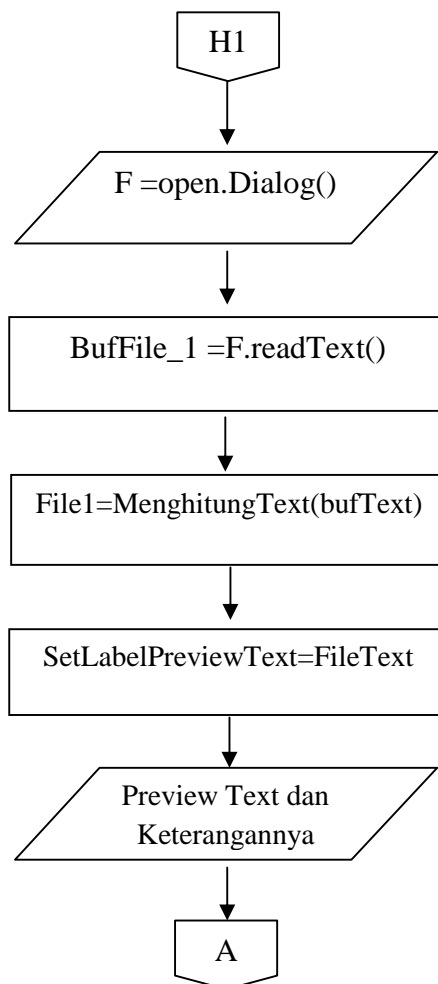 H1
F =open.Dialog()
BufFile_1 =F.readText()
File1=MenghitungText(bufText)
SetLabelPreviewText=FileText
Preview Text dan
Keterangannya
A